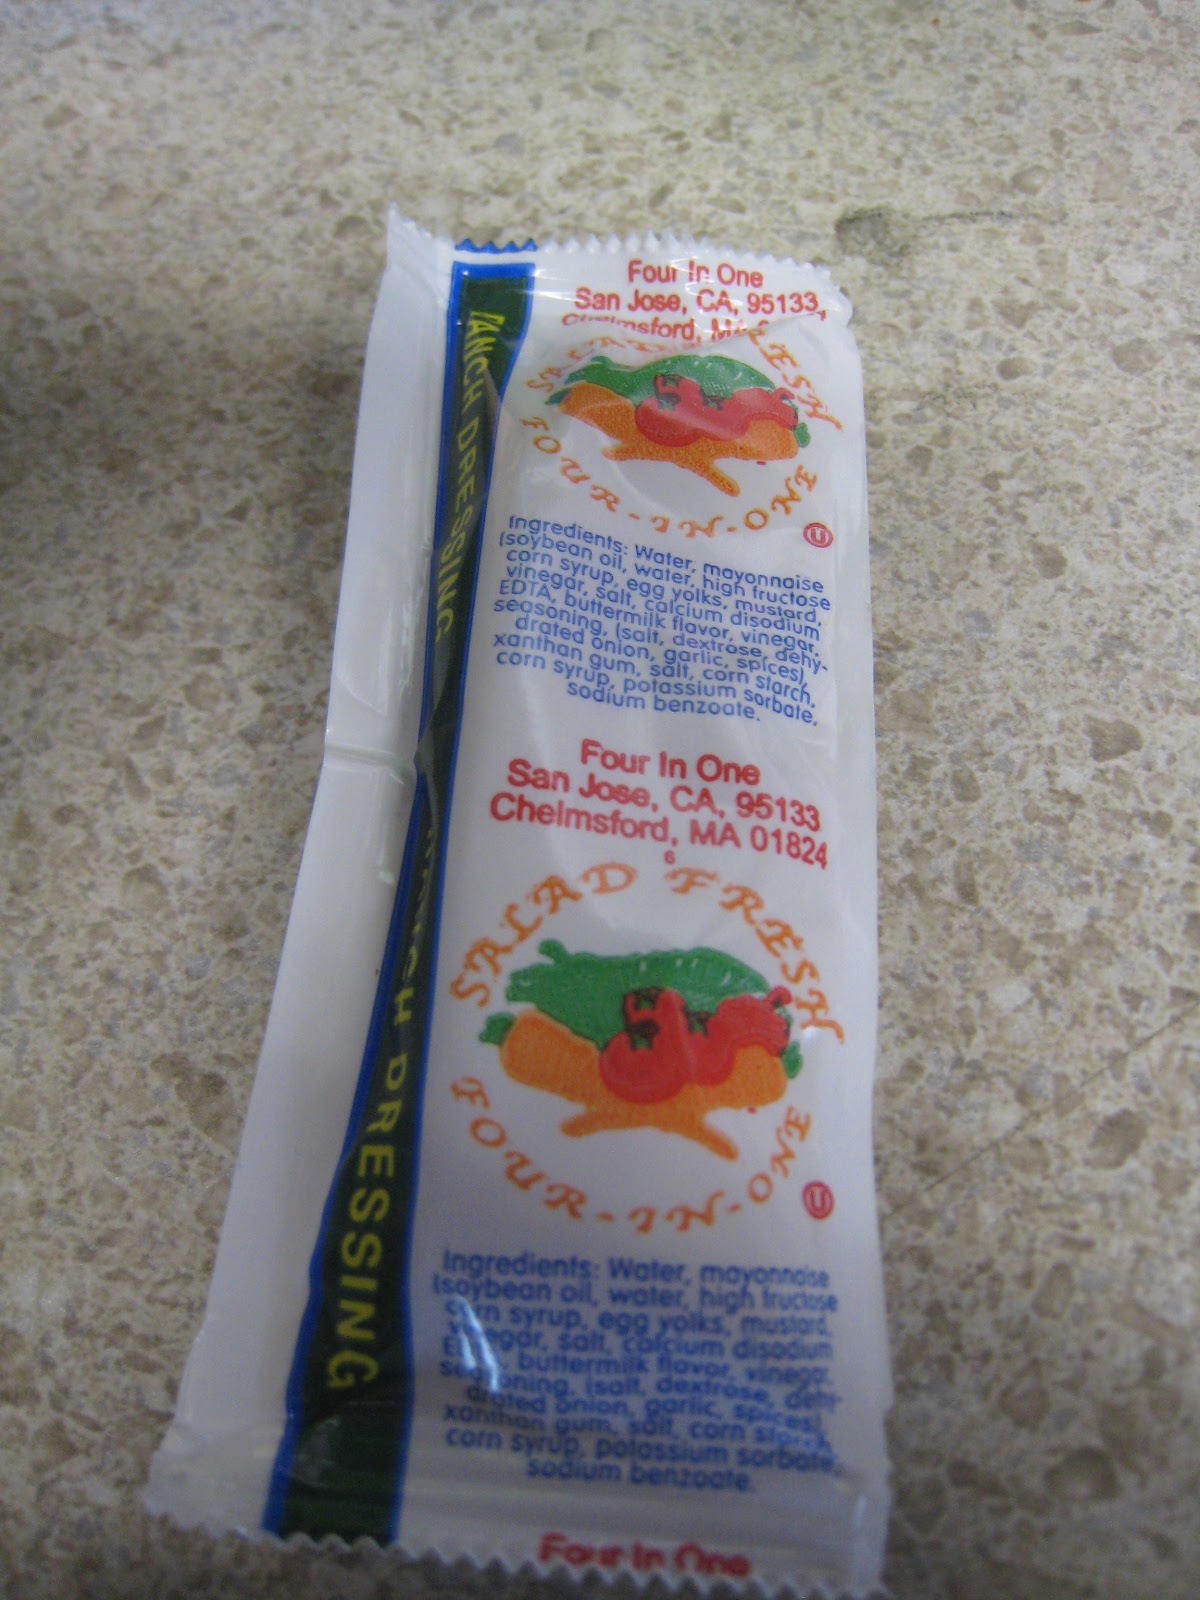 Four In One
San Jose, CA, 95133
Chelmsford, MA
SALAD FRESH
FOUR-IN-ONE
U
Ingredients: Water, mayonnaise
(soybean oil, water, high fructose
corn syrup, egg yolks, mustard,
vinegar, salt, calcium disodium
EDTA, buttermilk flavor, vinegar,
seasoning, (salt, dextrose, dehy-
drated onion, garlic, spices),
xanthan gum, salt, corn starch,
corn syrup, potassium sorbate,
sodium benzoate.
Four In One
San Jose, CA, 95133
Chelmsford, MA 01824
6
SALAD FRESH
FOUR-IN-ONE
U
Ingredients: Water, mayonnaise
(soybean oil, water, high fructose
corn syrup, egg yolks, mustard,
vinegar, salt, calcium disodium
buttermilk flavor, vinegar,
seasoning, (salt, dextrose, dehy-
drated onion, garlic, spices),
xanthan gum, salt, corn starch,
corn syrup, potassium sorbate,
sodium benzoate.
Four In One
RANCH DRESSING
RANCH DRESSING